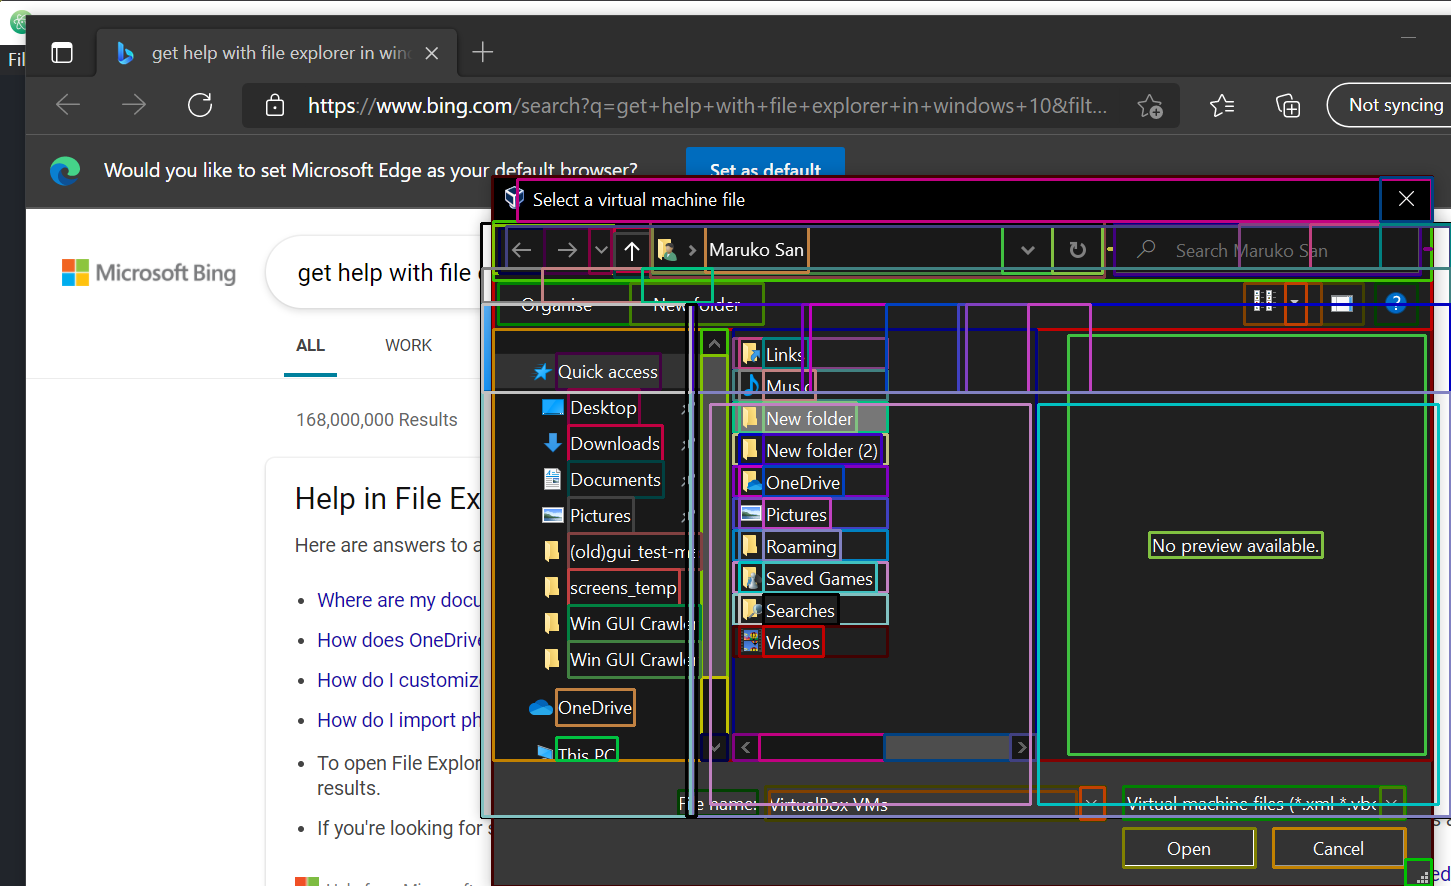 Fil
get help with file explorer in win
https://www.bing.com/search?q=get+help+with+file+explorer+in+windows+10&filt...
Not syncing
Would you like to set Microsoft Edge as your default browser?
Set as default
Select a virtual machine file
Maruko San
Search Maruko San
Microsoft Bing
get help with file
Organise
New folder
ALL
WORK
168,000,000 Results
Quick access
Desktop
Downloads
Documents
Pictures
(old)gui_test-m
screens_temp
Win GUI Crawle
Win GUI Crawle
OneDrive
This PC
Links
Music
New folder
New folder (2)
OneDrive
Pictures
Roaming
Saved Games
Searches
Videos
No preview available.
Help in File Ex
Here are answers to a
Where are my docu
How does OneDrive
How do I customiz
How do I import ph
To open File Explor
results.
If you're looking for s
File name:
VirtualBox VMs
Virtual machine files (*.xml *.vbo
Open
Cancel
ed